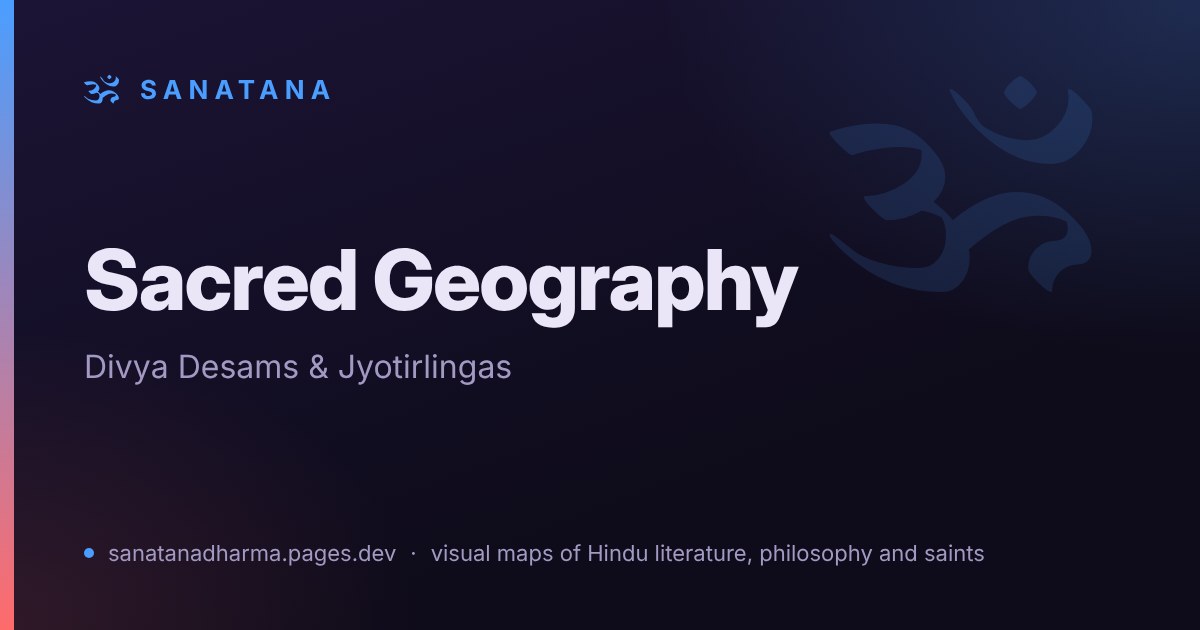 ॐ SANATANA
ॐ
Sacred Geography
Divya Desams & Jyotirlingas
sanatanadharma.pages.dev · visual maps of Hindu literature, philosophy and saints